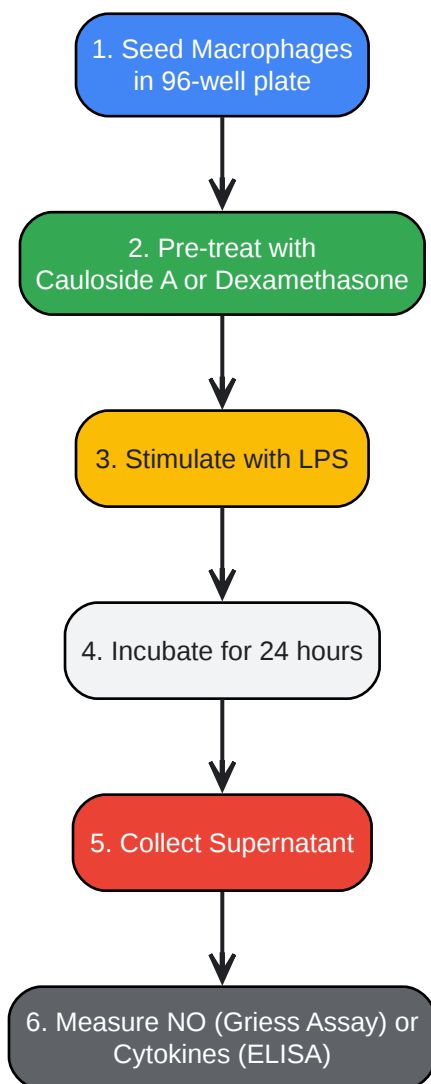 1. Seed Macrophages
in 96-well plate
2. Pre-treat with
Cauloside A or Dexamethasone
3. Stimulate with LPS
4. Incubate for 24 hours
5. Collect Supernatant
6. Measure NO (Griess Assay) or
Cytokines (ELISA)